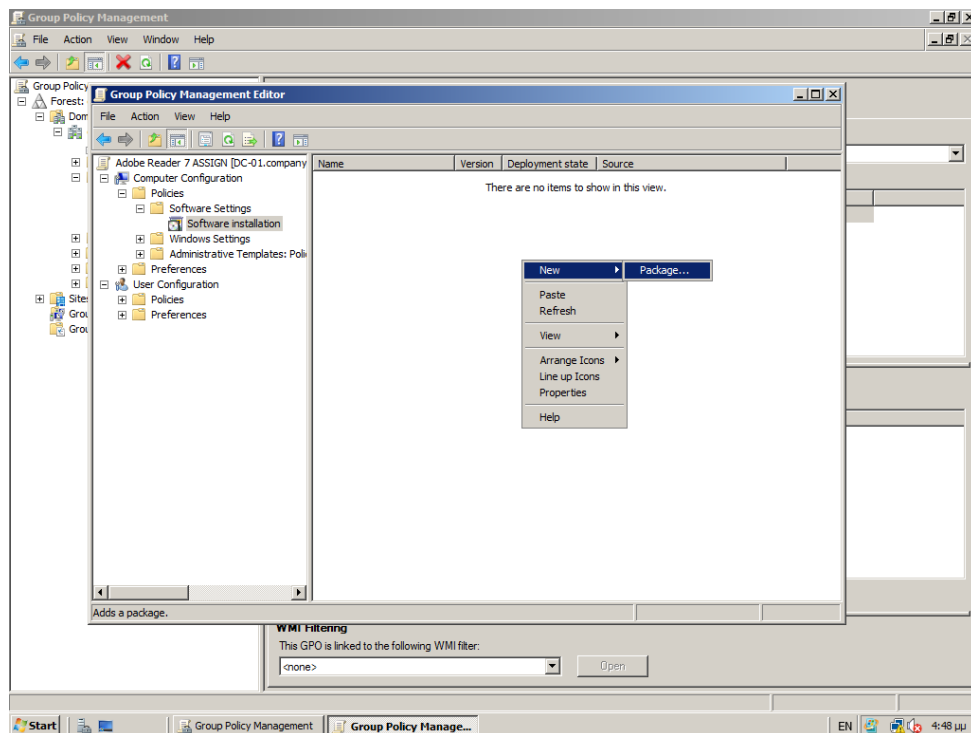 Group Policy Management
File Action View Window Help
Group Policy
Forest:
Dom
Sites
Grou
Grou
Group Policy Management Editor
File Action View Help
Adobe Reader 7 ASSIGN [DC-01.company
Computer Configuration
Policies
Software Settings
Software installation
Windows Settings
Administrative Templates: Poli
Preferences
User Configuration
Policies
Preferences
Name Version Deployment state Source
There are no items to show in this view.
New Package...
Paste
Refresh
View
Arrange Icons
Line up Icons
Properties
Help
Adds a package.
WMI Filtering
This GPO is linked to the following WMI filter:
<none> Open
Start Group Policy Management Group Policy Manage... EN 4:48 μμ